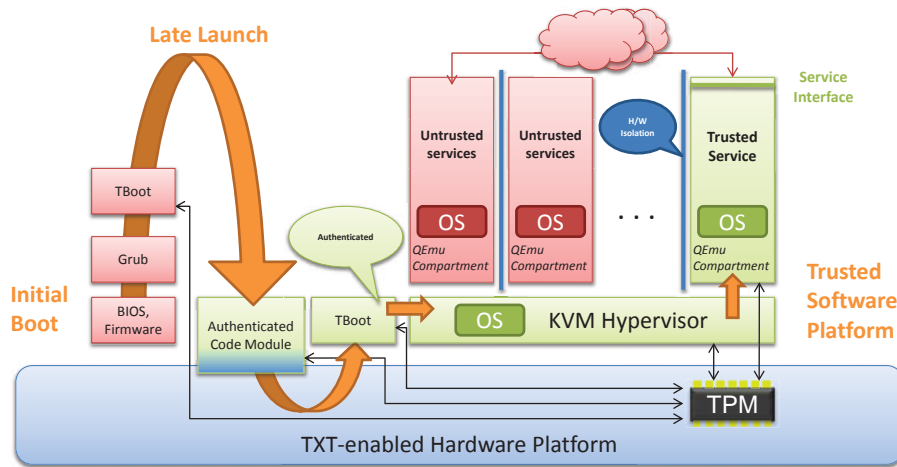 Late Launch
Service
Interface
H/W
Isolation
Untrusted
services
Untrusted
services
Trusted
Service
TBoot
. . .
OS
OS
OS
Authenticated
QEmu
Compartment
QEmu
Compartment
QEmu
Compartment
Grub
Initial
Boot
BIOS,
Firmware
Authenticated
Code Module
TBoot
OS
KVM Hypervisor
Trusted
Software
Platform
TPM
TXT-enabled Hardware Platform